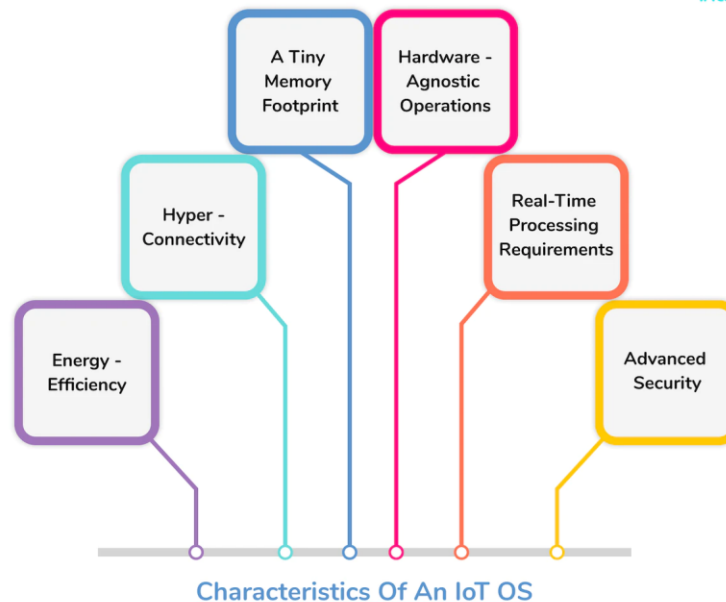 A Tiny
Memory
Footprint
Hardware -
Agnostic
Operations
Hyper -
Connectivity
Real-Time
Processing
Requirements
Energy -
Efficiency
Advanced
Security
Characteristics Of An IoT OS